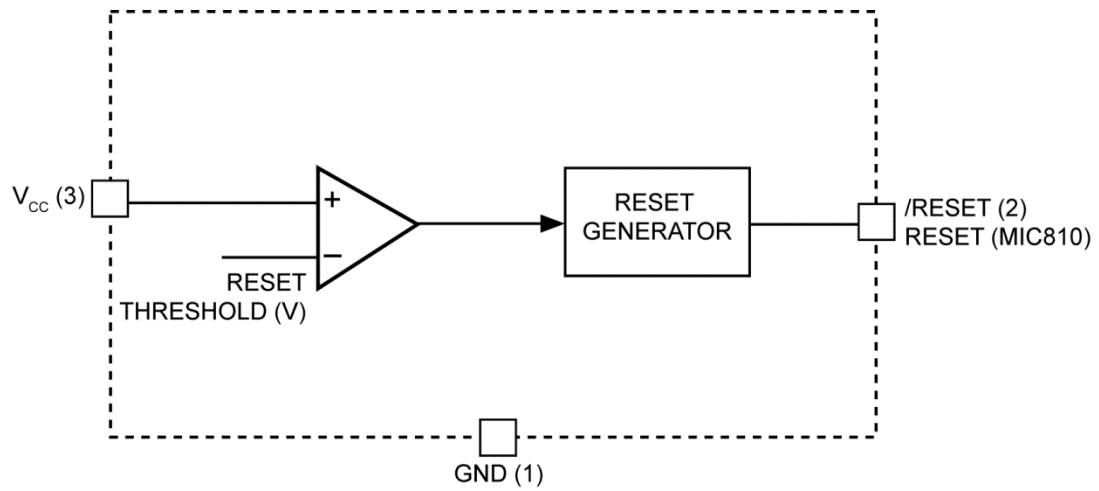 V_CC (3)
+
−
RESET
THRESHOLD (V)
RESET
GENERATOR
/RESET (2)
RESET (MIC810)
GND (1)